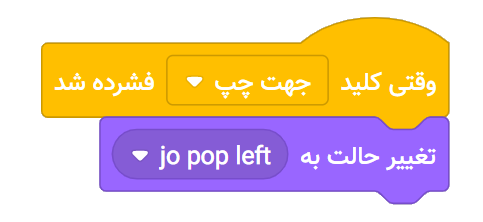 وقتی کلید جهت چپ فشرده شد
تغییر حالت به jo pop left